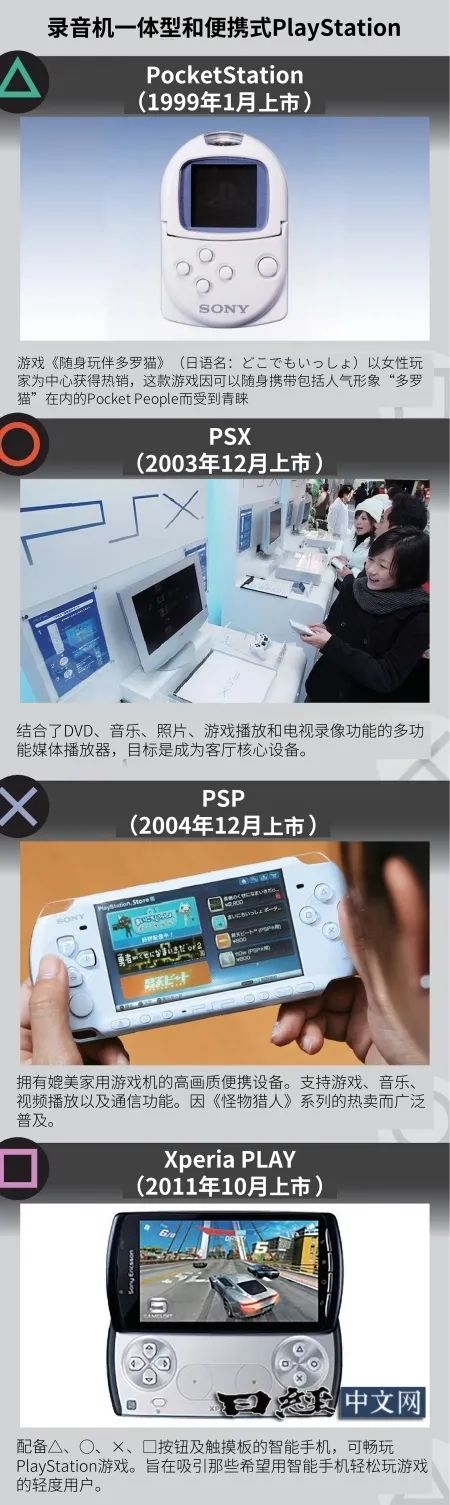 录音机一体型和便携式PlayStation
PocketStation
（1999年1月上市）
SONY
游戏《随身玩伴多罗猫》（日语名：どこでもいっしょ）以女性玩
家为中心获得热销，这款游戏因可以随身携带包括人气形象“多罗
猫”在内的Pocket People而受到青睐
PSX
（2003年12月上市）
PSX
结合了DVD、音乐、照片、游戏播放和电视录像功能的多功
能媒体播放器，目标是成为客厅核心设备。
PSP
（2004年12月上市）
SONY
PlayStation.Store
拥有媲美家用游戏机的高画质便携设备。支持游戏、音乐、
视频播放以及通信功能。因《怪物猎人》系列的热卖而广泛
普及。
Xperia PLAY
（2011年10月上市）
Sony Ericsson
GAMELOFT
日經中文网
配备△、○、×、□按钮及触摸板的智能手机，可畅玩
PlayStation游戏。旨在吸引那些希望用智能手机轻松玩游戏
的轻度用户。